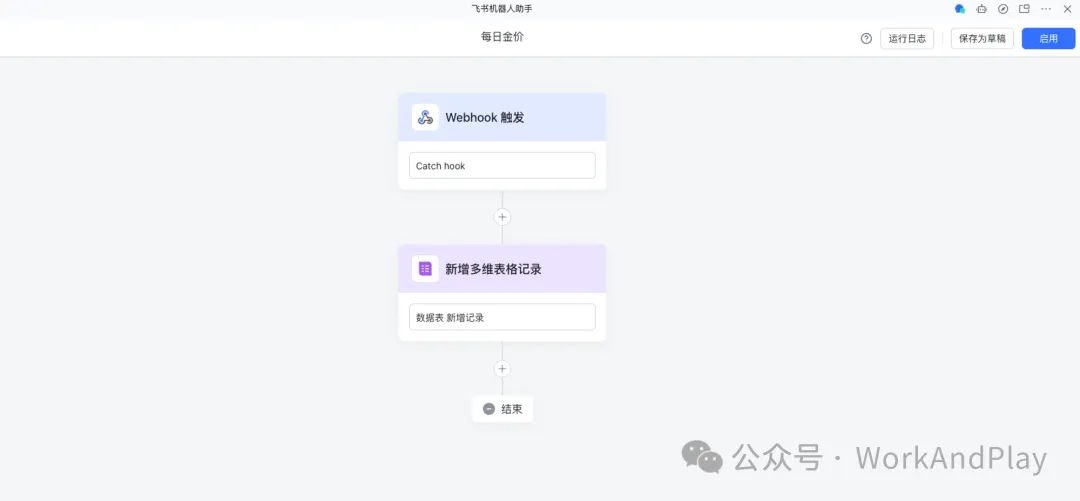 飞书机器人助手
每日金价
运行日志
保存为草稿
启用
Webhook 触发
Catch hook
新增多维表格记录
数据表 新增记录
结束
公众号 · WorkAndPlay